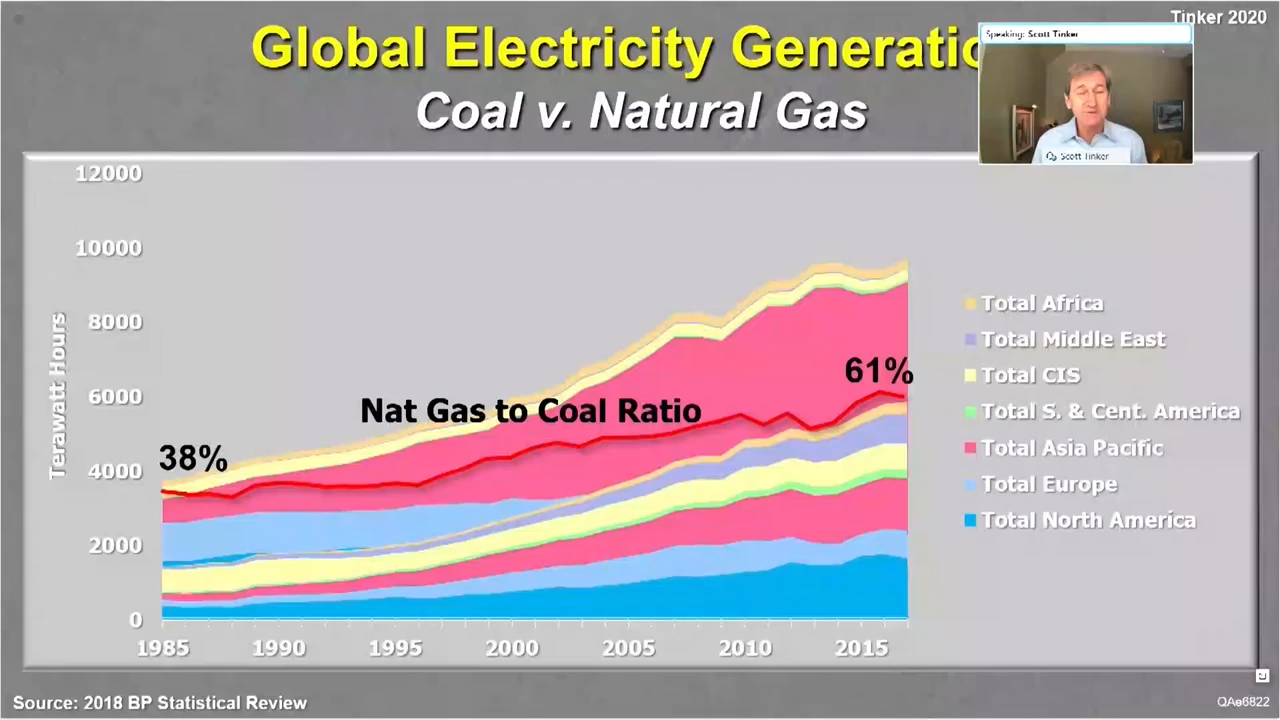 Tinker 2020
Speaking: Scott Tinker
Global Electricity Generatio
Coal v. Natural Gas
Scott Tinker
12000
10000
8000
6000
4000
2000
0
Terawatt Hours
38%
Nat Gas to Coal Ratio
61%
1985 1990 1995 2000 2005 2010 2015
Total Africa
Total Middle East
Total CIS
Total S. & Cent. America
Total Asia Pacific
Total Europe
Total North America
Source: 2018 BP Statistical Review
QAe6822